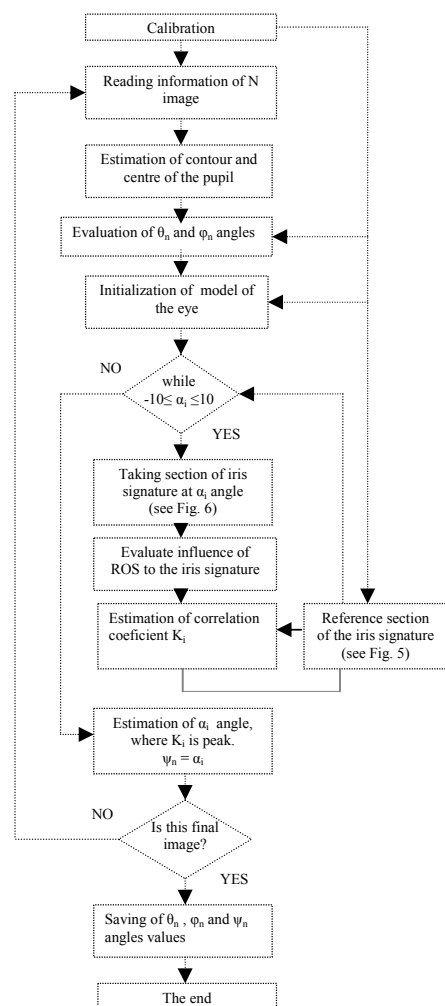 Calibration
Reading information of N
image
Estimation of contour and
centre of the pupil
Evaluation of θn and φn angles
Initialization of model of
the eye
NO
while
-10≤ αi ≤10
YES
Taking section of iris
signature at αi angle
(see Fig. 6)
Evaluate influence of
ROS to the iris signature
Estimation of correlation
coeficient Ki
Reference section
of the iris signature
(see Fig. 5)
Estimation of αi angle,
where Ki is peak.
ψn = αi
NO
Is this final
image?
YES
Saving of θn , φn and ψn
angles values
The end